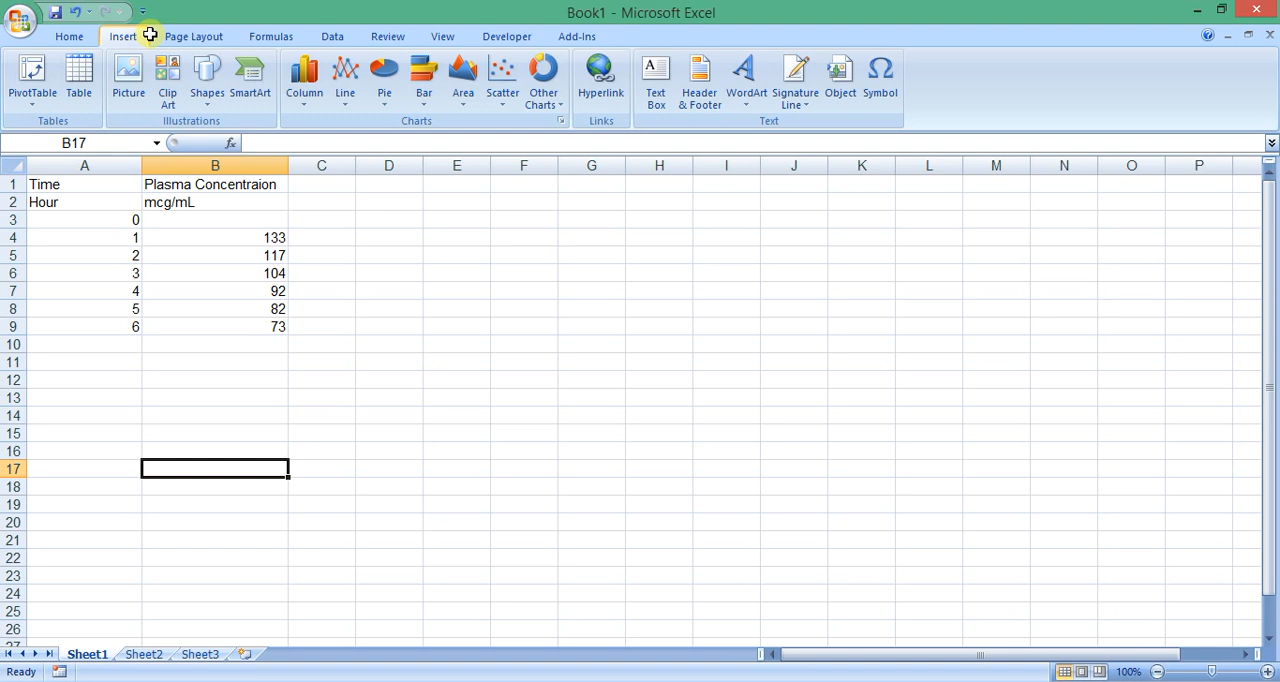 Book1 - Microsoft Excel
Home Insert Page Layout Formulas Data Review View Developer Add-Ins
PivotTable Table Picture Clip Art Shapes SmartArt Column Line Pie Bar Area Scatter Other Charts Hyperlink Text Box Header & Footer WordArt Signature Line Object Symbol
Tables Illustrations Charts Links Text
B17 fx
A B C D E F G H I J K L M N O P
1 Time Plasma Concentraion
2 Hour mcg/mL
3 0
4 1 133
5 2 117
6 3 104
7 4 92
8 5 82
9 6 73
10
11
12
13
14
15
16
17
18
19
20
21
22
23
24
25
26
27
Sheet1 Sheet2 Sheet3
Ready 100%